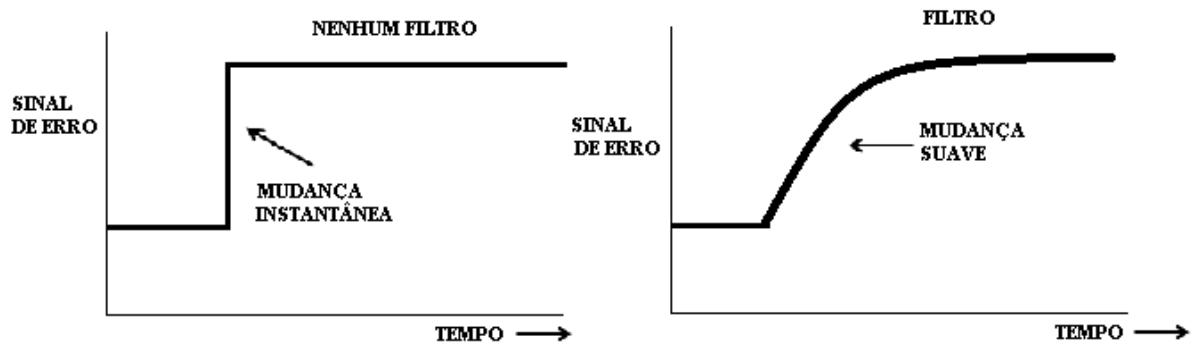 NENHUM FILTRO
SINAL
DE ERRO
MUDANÇA
INSTANTÂNEA
TEMPO
FILTRO
SINAL
DE ERRO
MUDANÇA
SUAVE
TEMPO